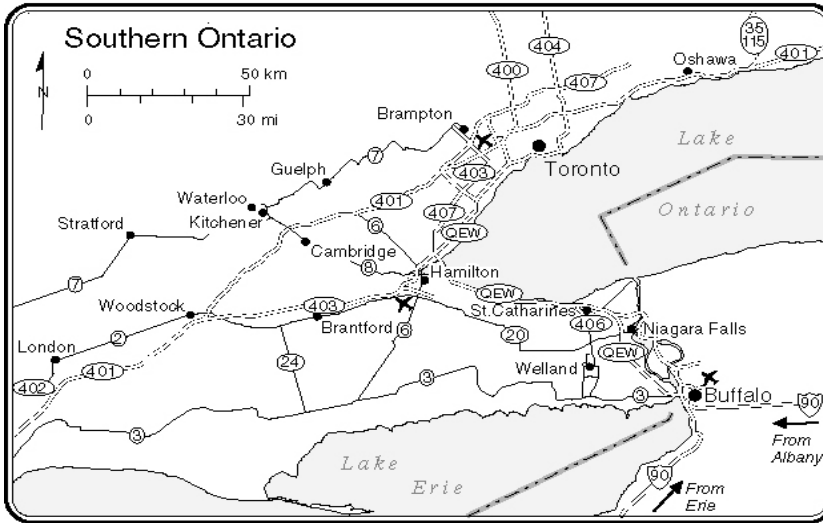 Southern Ontario
N
0 50 km
0 30 mi
400
404
407
35
115
401
Oshawa
Brampton
Toronto
Lake
Ontario
7
Guelph
403
401
407
Waterloo
Kitchener
6
QEW
Stratford
Cambridge
8
Hamilton
7
Woodstock
403
Brantford
6
QEW
St.Catharines
406
Niagara Falls
20
2
London
24
QEW
Welland
402
401
3
3
Buffalo
90
3
From
Albany
Lake
Erie
90
From
Erie